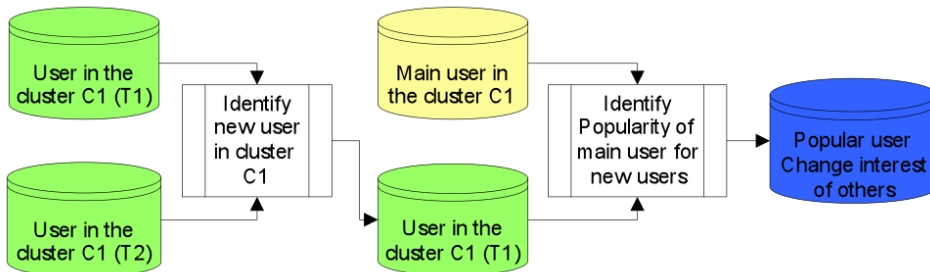 User in the
cluster C1 (T1)
Identify
new user
in cluster
C1
User in the
cluster C1 (T2)
Main user in
the cluster C1
User in the
cluster C1 (T1)
Identify
Popularity of
main user for
new users
Popular user
Change interest
of others